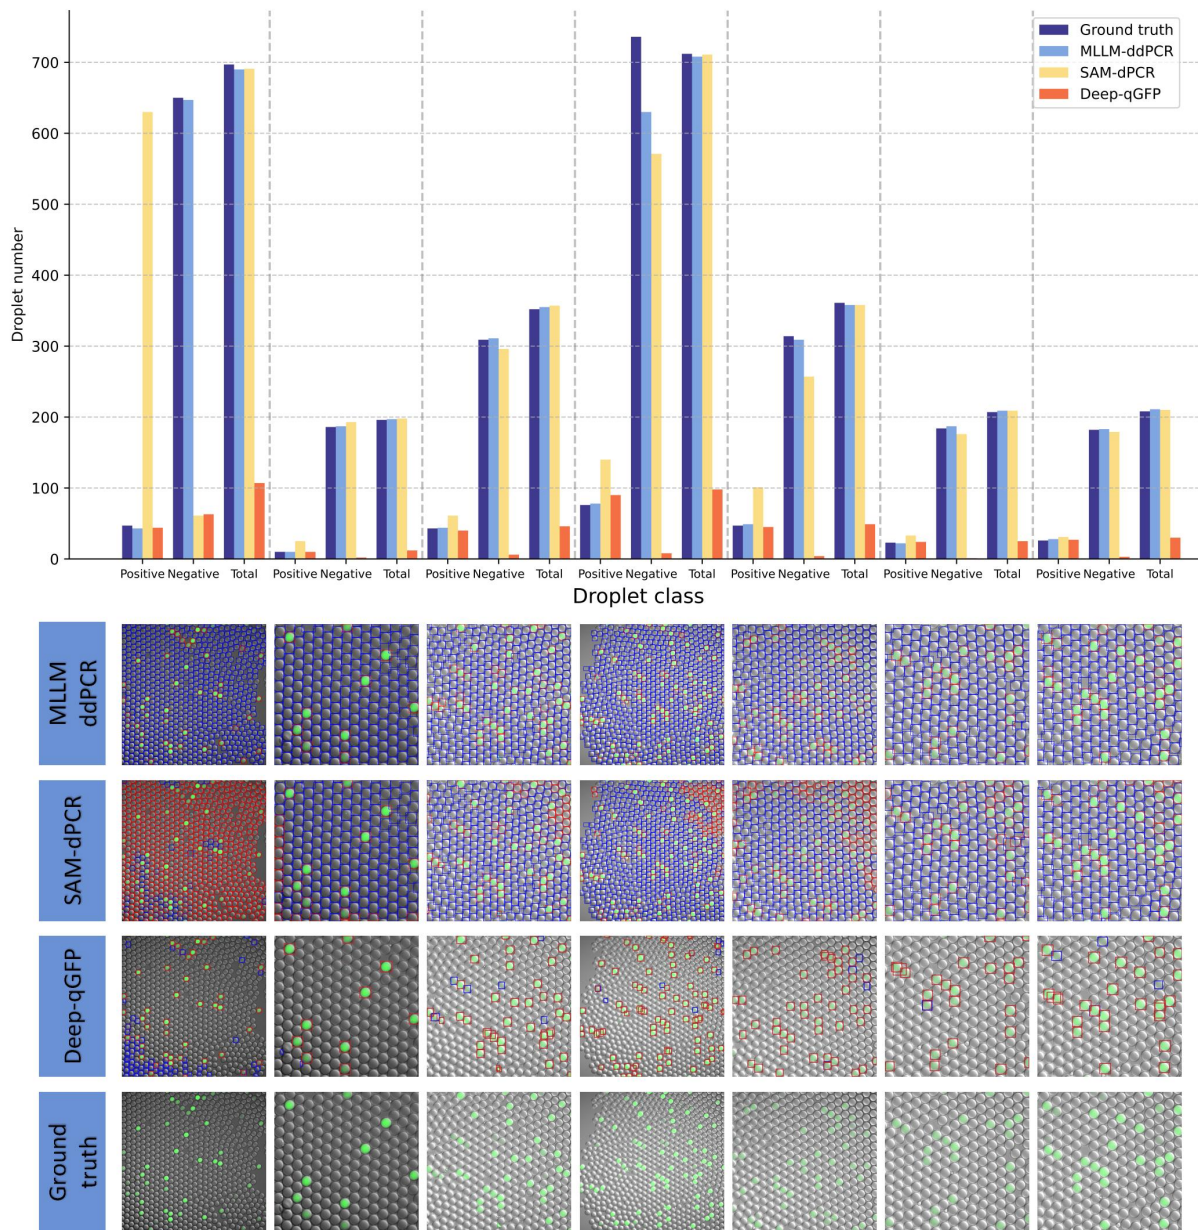 Ground truth
MLLM-ddPCR
SAM-dPCR
Deep-qGFP
Droplet number
700
600
500
400
300
200
100
0
Positive Negative Total Positive Negative Total Positive Negative Total Positive Negative Total Positive Negative Total Positive Negative Total Positive Negative Total
Droplet class
MLLM
ddPCR
SAM-dPCR
Deep-qGFP
Ground
truth